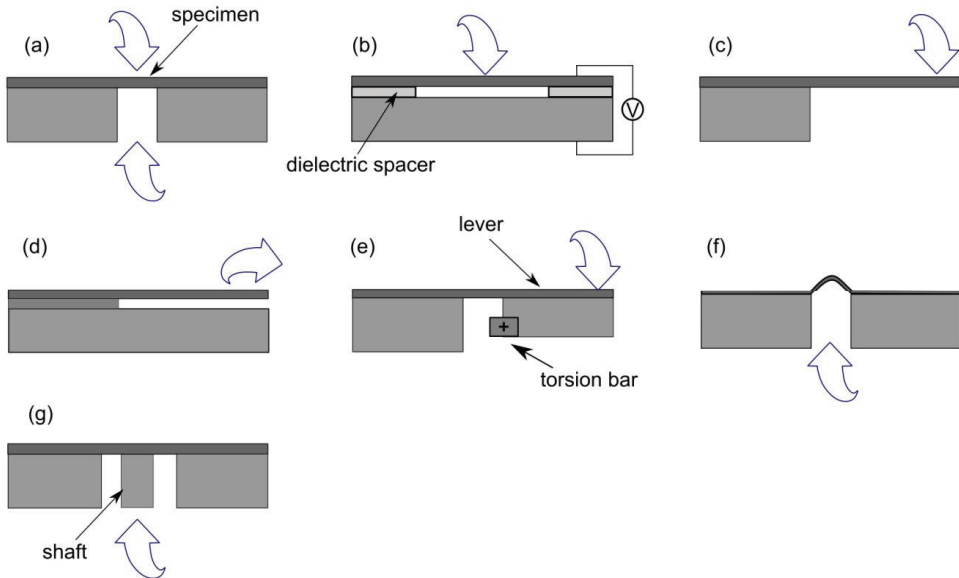 (a)
specimen
(b)
V
dielectric spacer
(c)
(d)
(e)
lever
+
torsion bar
(f)
(g)
shaft